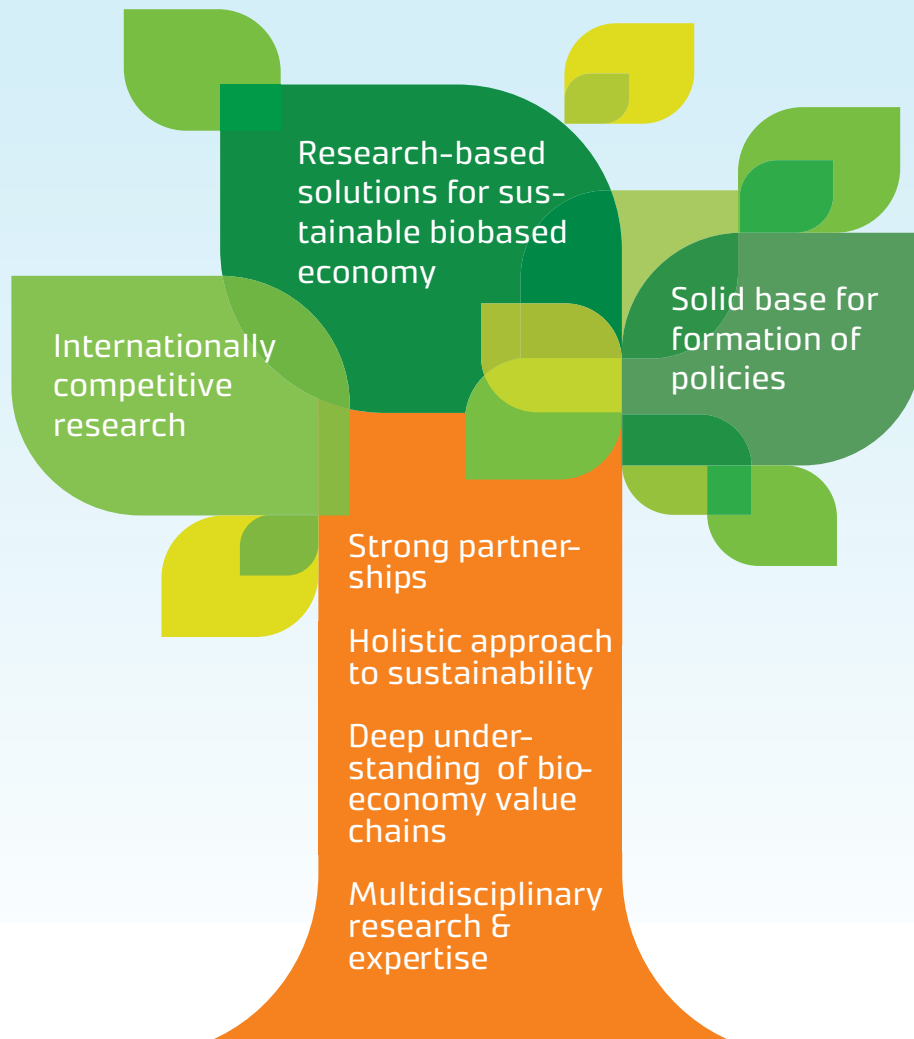 Research-based
solutions for sus-
tainable biobased
economy
Internationally
competitive
research
Solid base for
formation of
policies
Strong partner-
ships
Holistic approach
to sustainability
Deep under-
standing of bio-
economy value
chains
Multidisciplinary
research &
expertise